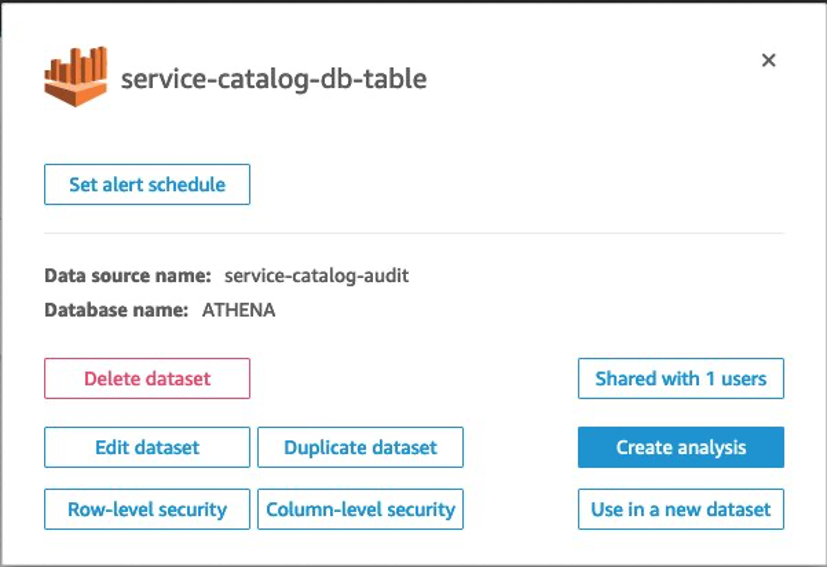 service-catalog-db-table
Set alert schedule
Data source name: service-catalog-audit
Database name: ATHENA
Delete dataset Shared with 1 users
Edit dataset Duplicate dataset Create analysis
Row-level security Column-level security Use in a new dataset